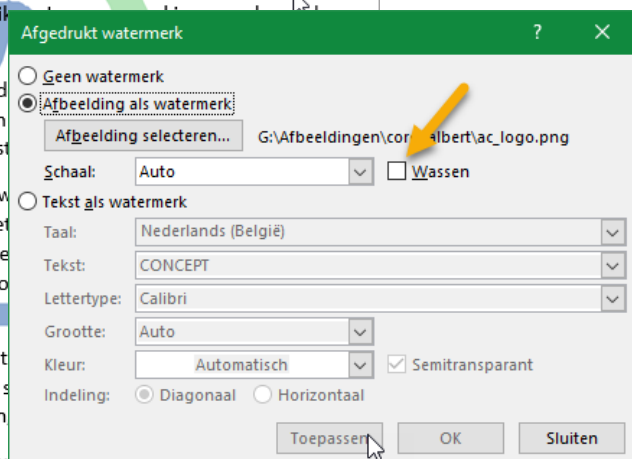 Afgedrukt watermerk ?
Geen watermerk
Afbeelding als watermerk
Afbeelding selecteren... G:\Afbeeldingen\ \ac_logo.png
Schaal: Auto Wassen
Tekst als watermerk
Taal: Nederlands (België)
Tekst: CONCEPT
Lettertype: Calibri
Grootte: Auto
Kleur: Automatisch Semitransparant
Indeling: Diagonaal Horizontaal
Toepassen OK Sluiten